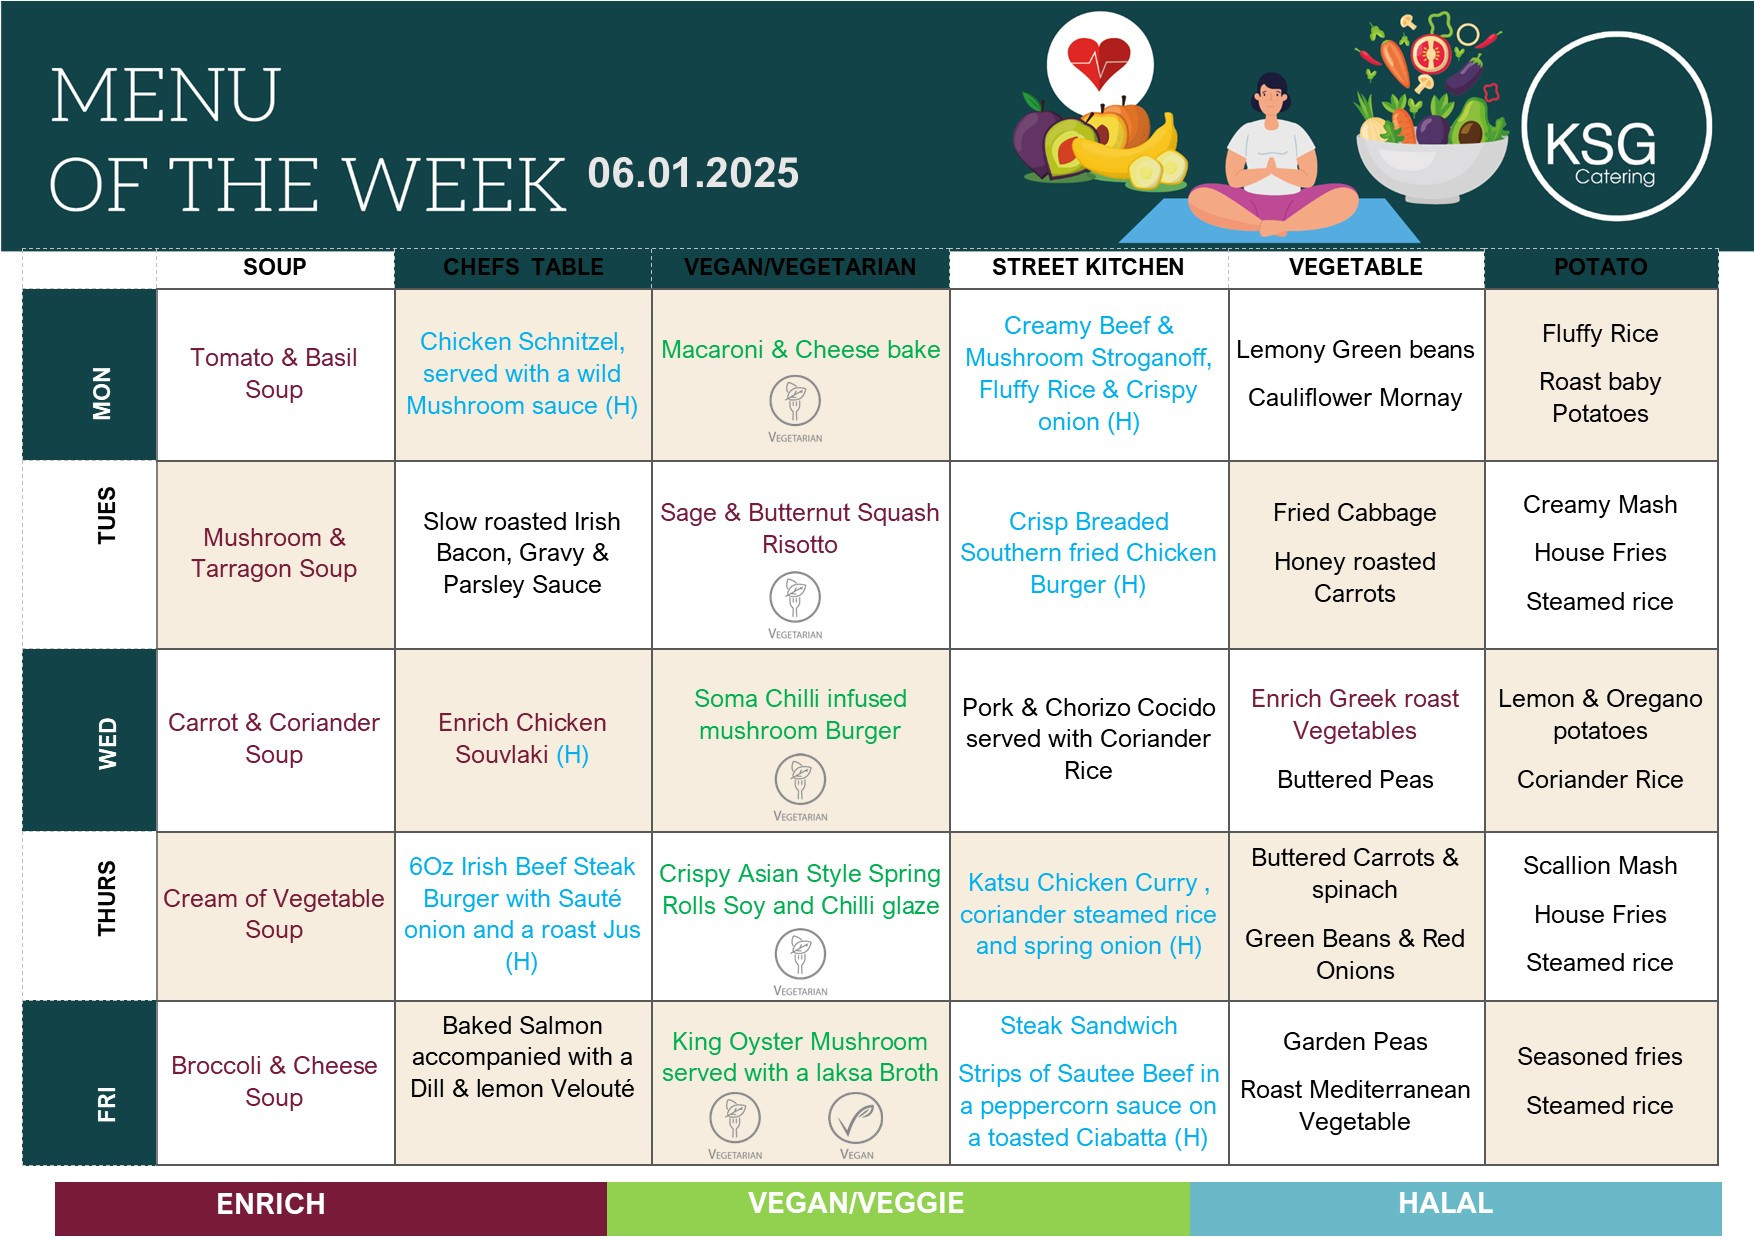 MENU
OF THE WEEK 06.01.2025
KSG
Catering
SOUP
CHEFS TABLE
VEGAN/VEGETARIAN
STREET KITCHEN
VEGETABLE
POTATO
MON
Tomato & Basil
Soup
Chicken Schnitzel,
served with a wild
Mushroom sauce (H)
Macaroni & Cheese bake
VEGETARIAN
Creamy Beef &
Mushroom Stroganoff,
Fluffy Rice & Crispy
onion (H)
Lemony Green beans
Cauliflower Mornay
Fluffy Rice
Roast baby
Potatoes
TUES
Mushroom &
Tarragon Soup
Slow roasted Irish
Bacon, Gravy &
Parsley Sauce
Sage & Butternut Squash
Risotto
VEGETARIAN
Crisp Breaded
Southern fried Chicken
Burger (H)
Fried Cabbage
Honey roasted
Carrots
Creamy Mash
House Fries
Steamed rice
WED
Carrot & Coriander
Soup
Enrich Chicken
Souvlaki (H)
Soma Chilli infused
mushroom Burger
VEGETARIAN
Pork & Chorizo Cocido
served with Coriander
Rice
Enrich Greek roast
Vegetables
Buttered Peas
Lemon & Oregano
potatoes
Coriander Rice
THURS
Cream of Vegetable
Soup
6Oz Irish Beef Steak
Burger with Sauté
onion and a roast Jus
(H)
Crispy Asian Style Spring
Rolls Soy and Chilli glaze
VEGETARIAN
Katsu Chicken Curry ,
coriander steamed rice
and spring onion (H)
Buttered Carrots &
spinach
Green Beans & Red
Onions
Scallion Mash
House Fries
Steamed rice
FRI
Broccoli & Cheese
Soup
Baked Salmon
accompanied with a
Dill & lemon Velouté
King Oyster Mushroom
served with a laksa Broth
VEGETARIAN
VEGAN
Steak Sandwich
Strips of Sautee Beef in
a peppercorn sauce on
a toasted Ciabatta (H)
Garden Peas
Roast Mediterranean
Vegetable
Seasoned fries
Steamed rice
ENRICH
VEGAN/VEGGIE
HALAL